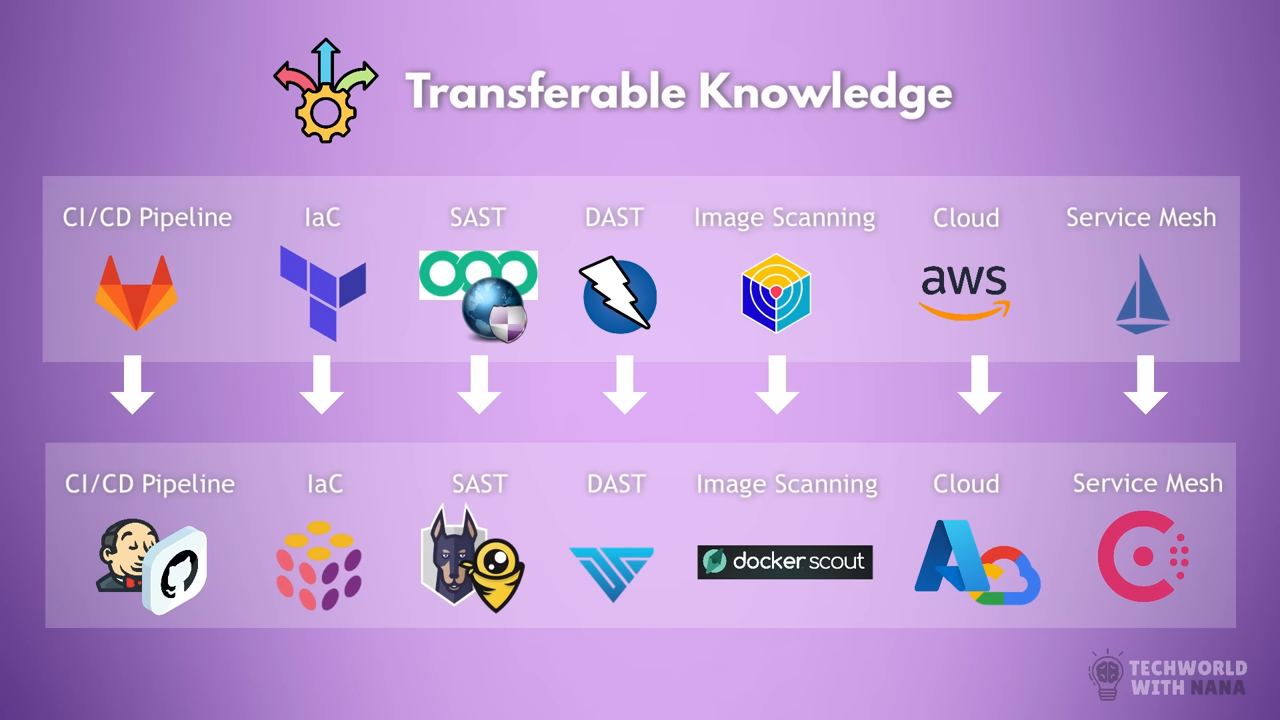 Transferable Knowledge
CI/CD Pipeline
IaC
SAST
DAST
Image Scanning
Cloud
Service Mesh
aws
CI/CD Pipeline
IaC
SAST
DAST
Image Scanning
Cloud
Service Mesh
docker scout
TECHWORLD
WITH NANA